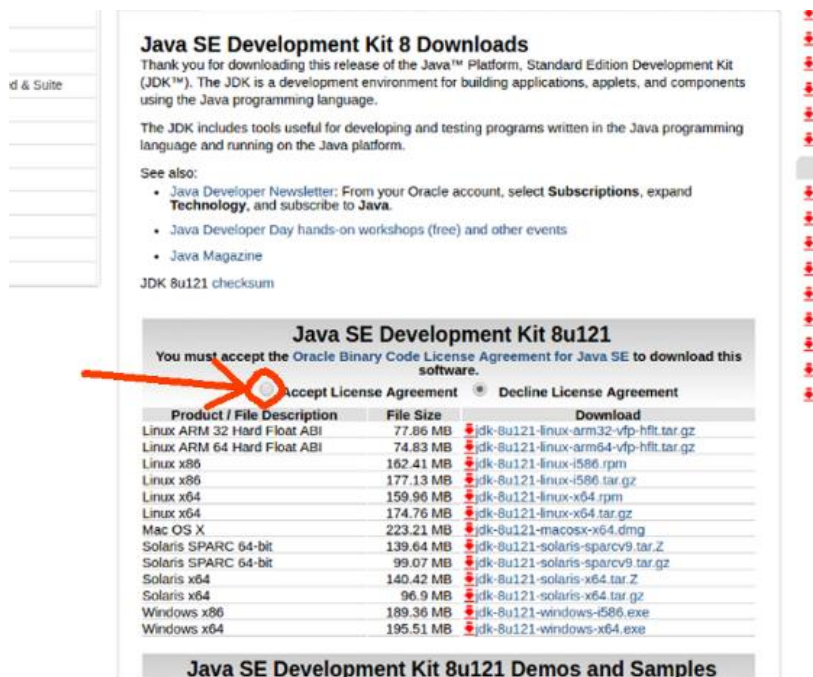 d & Suite
Java SE Development Kit 8 Downloads
Thank you for downloading this release of the Java™ Platform, Standard Edition Development Kit
(JDK™). The JDK is a development environment for building applications, applets, and components
using the Java programming language.
The JDK includes tools useful for developing and testing programs written in the Java programming
language and running on the Java platform.
See also:
• Java Developer Newsletter: From your Oracle account, select Subscriptions, expand
Technology, and subscribe to Java.
• Java Developer Day hands-on workshops (free) and other events
• Java Magazine
JDK 8u121 checksum
Java SE Development Kit 8u121
You must accept the Oracle Binary Code License Agreement for Java SE to download this
software.
Accept License Agreement Decline License Agreement
Product / File Description File Size Download
Linux ARM 32 Hard Float ABI 77.86 MB jdk-8u121-linux-arm32-vfp-hflt.tar.gz
Linux ARM 64 Hard Float ABI 74.83 MB jdk-8u121-linux-arm64-vfp-hflt.tar.gz
Linux x86 162.41 MB jdk-8u121-linux-i586.rpm
Linux x86 177.13 MB jdk-8u121-linux-i586.tar.gz
Linux x64 159.96 MB jdk-8u121-linux-x64.rpm
Linux x64 174.76 MB jdk-8u121-linux-x64.tar.gz
Mac OS X 223.21 MB jdk-8u121-macosx-x64.dmg
Solaris SPARC 64-bit 139.64 MB jdk-8u121-solaris-sparcv9.tar.Z
Solaris SPARC 64-bit 99.07 MB jdk-8u121-solaris-sparcv9.tar.gz
Solaris x64 140.42 MB jdk-8u121-solaris-x64.tar.Z
Solaris x64 96.9 MB jdk-8u121-solaris-x64.tar.gz
Windows x86 189.36 MB jdk-8u121-windows-i586.exe
Windows x64 195.51 MB jdk-8u121-windows-x64.exe
Java SE Development Kit 8u121 Demos and Samples